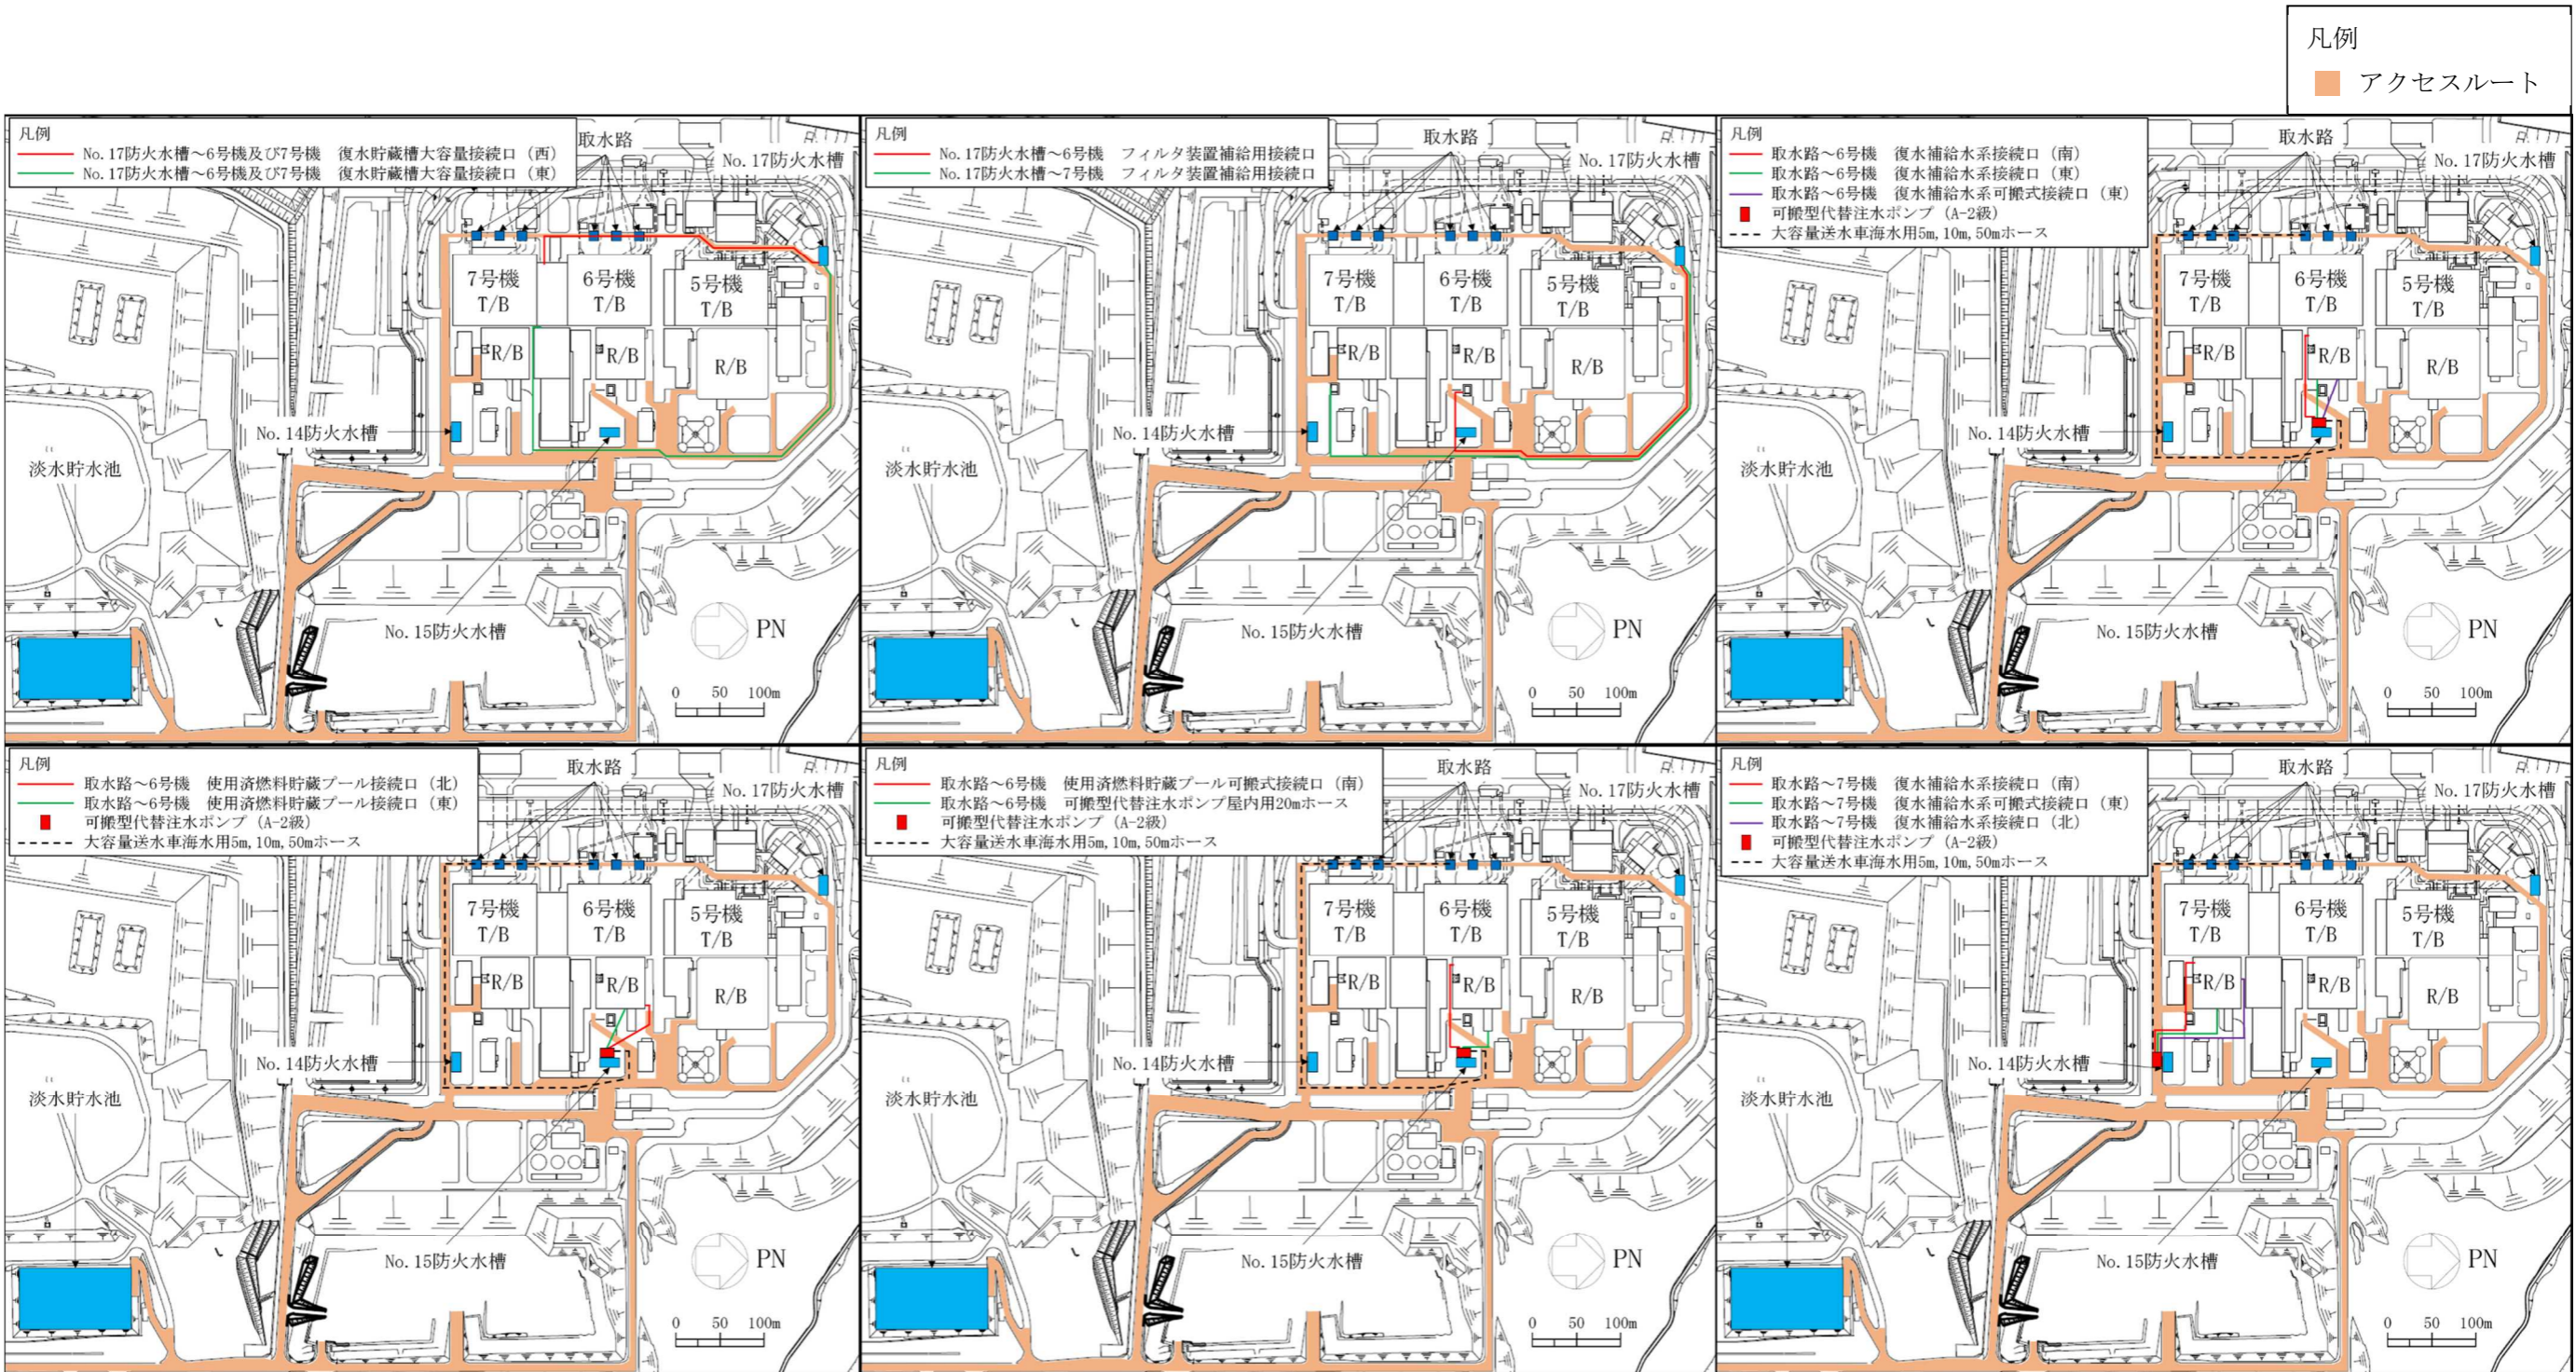 凡例
アクセスルート
凡例
No.17防火水槽～6号機及び7号機 復水貯蔵槽大容量接続口（西）
No.17防火水槽～6号機及び7号機 復水貯蔵槽大容量接続口（東）
取水路
No.17防火水槽
7号機
T/B
6号機
T/B
5号機
T/B
R/B
R/B
R/B
No.14防火水槽
淡水貯水池
No.15防火水槽
PN
0 50 100m
凡例
No.17防火水槽～6号機 フィルタ装置補給用接続口
No.17防火水槽～7号機 フィルタ装置補給用接続口
取水路
No.17防火水槽
7号機
T/B
6号機
T/B
5号機
T/B
R/B
R/B
R/B
No.14防火水槽
淡水貯水池
No.15防火水槽
PN
0 50 100m
凡例
取水路～6号機 復水補給水系接続口（南）
取水路～6号機 復水補給水系接続口（東）
取水路～6号機 復水補給水系可搬式接続口（東）
可搬型代替注水ポンプ（A-2級）
大容量送水車海水用5m,10m,50mホース
取水路
No.17防火水槽
7号機
T/B
6号機
T/B
5号機
T/B
R/B
R/B
R/B
No.14防火水槽
淡水貯水池
No.15防火水槽
PN
0 50 100m
凡例
取水路～6号機 使用済燃料貯蔵プール接続口（北）
取水路～6号機 使用済燃料貯蔵プール接続口（東）
可搬型代替注水ポンプ（A-2級）
大容量送水車海水用5m,10m,50mホース
取水路
No.17防火水槽
7号機
T/B
6号機
T/B
5号機
T/B
R/B
R/B
R/B
No.14防火水槽
淡水貯水池
No.15防火水槽
PN
0 50 100m
凡例
取水路～6号機 使用済燃料貯蔵プール可搬式接続口（南）
取水路～6号機 可搬型代替注水ポンプ屋内用20mホース
可搬型代替注水ポンプ（A-2級）
大容量送水車海水用5m,10m,50mホース
取水路
No.17防火水槽
7号機
T/B
6号機
T/B
5号機
T/B
R/B
R/B
R/B
No.14防火水槽
淡水貯水池
No.15防火水槽
PN
0 50 100m
凡例
取水路～7号機 復水補給水系接続口（南）
取水路～7号機 復水補給水系可搬式接続口（東）
取水路～7号機 復水補給水系接続口（北）
可搬型代替注水ポンプ（A-2級）
大容量送水車海水用5m,10m,50mホース
取水路
No.17防火水槽
7号機
T/B
6号機
T/B
5号機
T/B
R/B
R/B
R/B
No.14防火水槽
淡水貯水池
No.15防火水槽
PN
0 50 100m